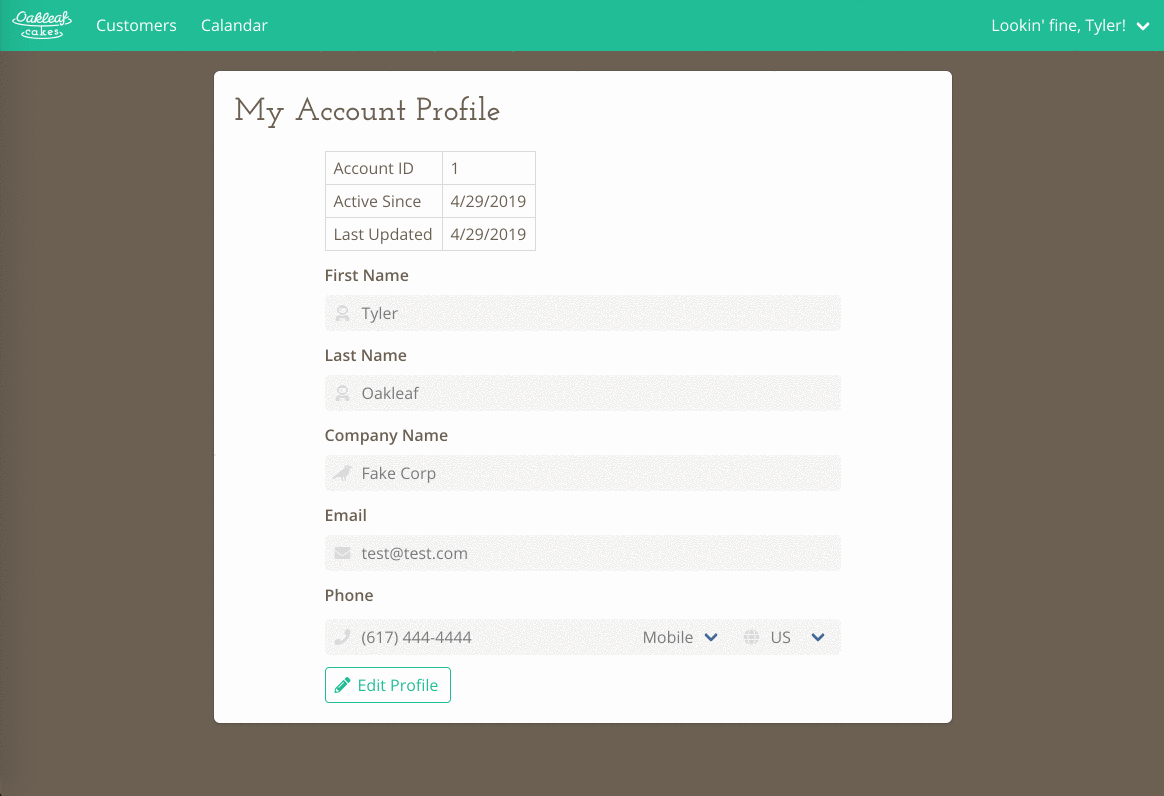 Oakleaf
cakes
Customers Calandar Lookin' fine, Tyler!
My Account Profile
Account ID 1
Active Since 4/29/2019
Last Updated 4/29/2019
First Name
Tyler
Last Name
Oakleaf
Company Name
Fake Corp
Email
test@test.com
Phone
(617) 444-4444 Mobile US
Edit Profile